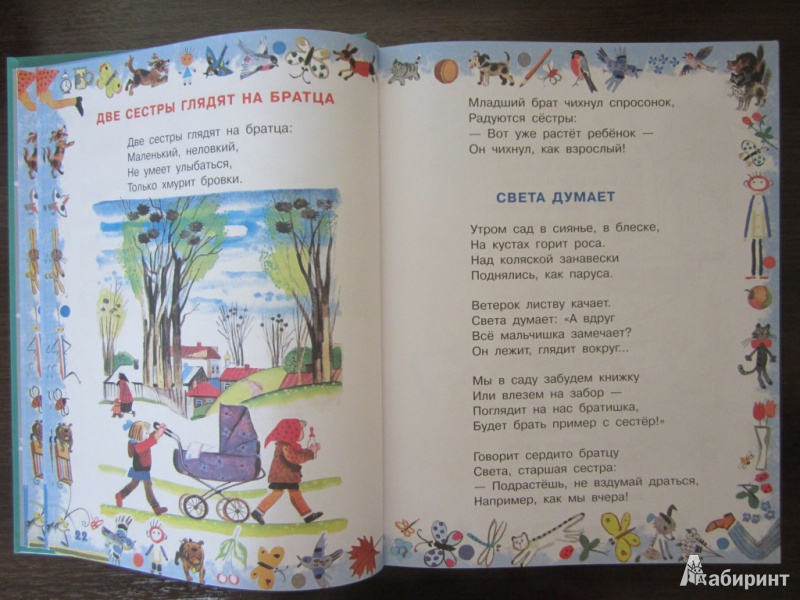 ДВЕ СЕСТРЫ ГЛЯДЯТ НА БРАТЦА
Две сестры глядят на братца:
Маленький, неловкий,
Не умеет улыбаться,
Только хмурит бровки.
22
Младший брат чихнул спросонок,
Радуются сёстры:
— Вот уже растёт ребёнок —
Он чихнул, как взрослый!
СВЕТА ДУМАЕТ
Утром сад в сиянье, в блеске,
На кустах горит роса.
Над коляской занавески
Поднялись, как паруса.
Ветерок листву качает.
Света думает: «А вдруг
Всё мальчишка замечает?
Он лежит, глядит вокруг...
Мы в саду забудем книжку
Или влезем на забор —
Поглядит на нас братишка,
Будет брать пример с сестёр!»
Говорит сердито братцу
Света, старшая сестра:
— Подрастёшь, не вздумай драться,
Например, как мы вчера!
Лабиринт